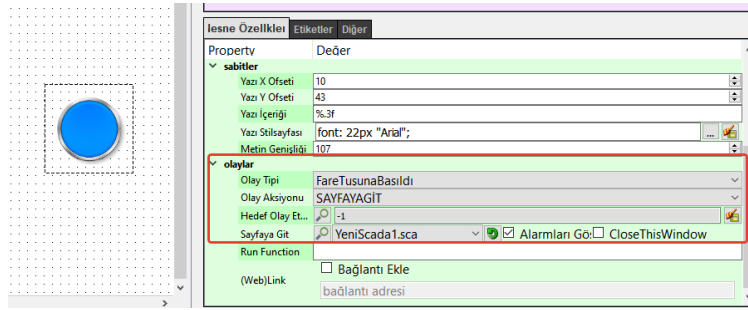 lesne Özellikleı Etiketler Diğer
Property Değer
sabitler
Yazı X Ofseti 10
Yazı Y Ofseti 43
Yazı İçeriği %.3f
Yazı Stilsayfası font: 22px "Arial"; ...
Metin Genişliği 107
olaylar
Olay Tipi FareTuşunaBasıldı
Olay Aksiyonu SAYFAYAGİT
Hedef Olay Et... -1
Sayfaya Git YeniScada1.sca Alarmları Gö: CloseThisWindow
Run Function
(Web)Link Bağlantı Ekle
bağlantı adresi